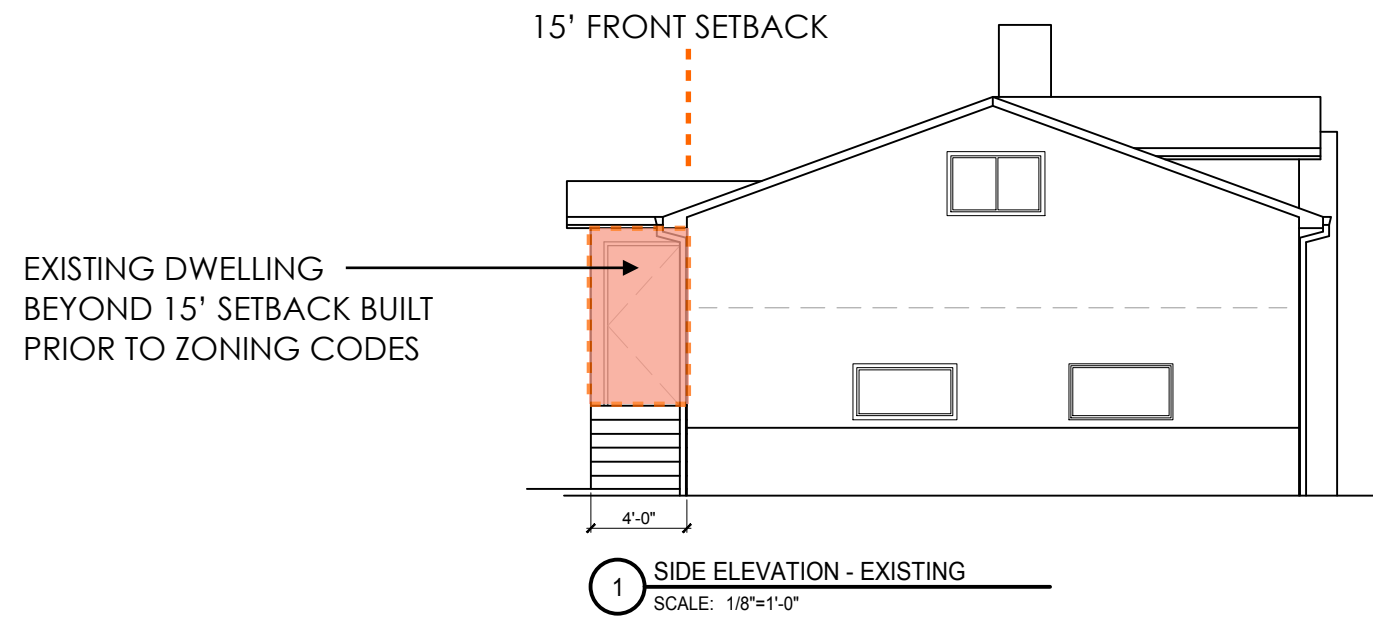 15’ FRONT SETBACK
EXISTING DWELLING
BEYOND 15’ SETBACK BUILT
PRIOR TO ZONING CODES
4'-0"
1
SIDE ELEVATION - EXISTING
SCALE: 1/8"=1'-0"